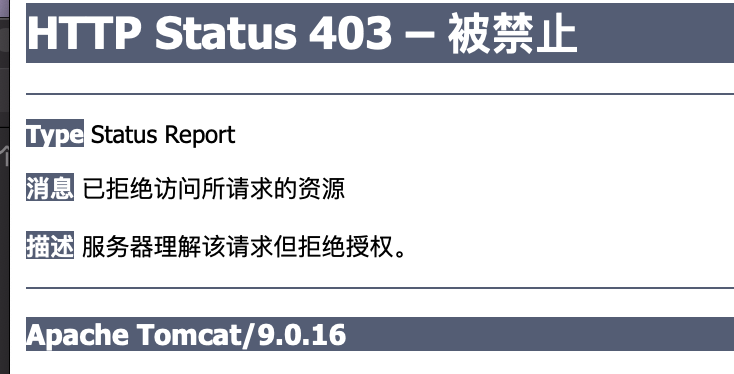 HTTP Status 403 – 被禁止
Type Status Report
消息 已拒绝访问所请求的资源
描述 服务器理解该请求但拒绝授权。
Apache Tomcat/9.0.16